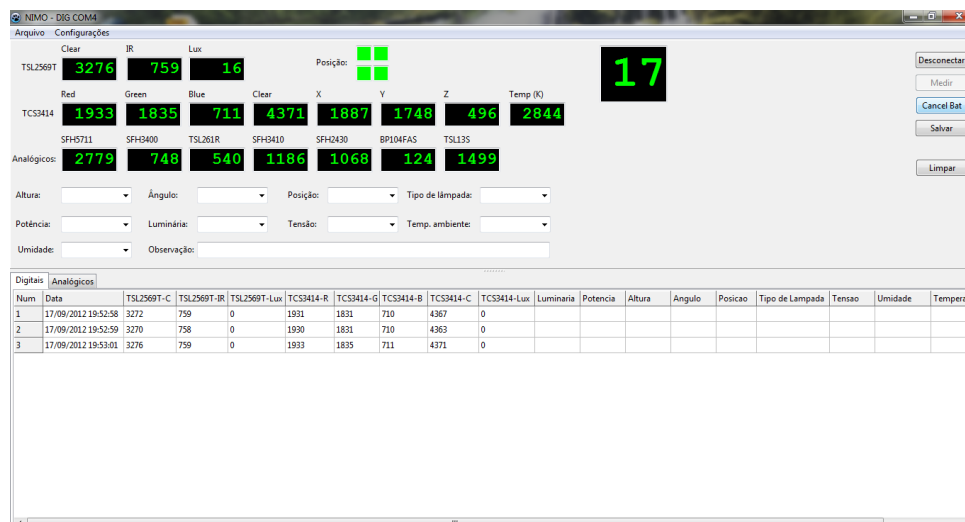 NIMO - DIG COM4
Arquivo Configurações
Clear IR Lux
TSL2569T 3276 759 16 Posição: 17 Desconectar
Medir
Red Green Blue Clear X Y Z Temp (K)
TCS3414 1933 1835 711 4371 1887 1748 496 2844 Cancel Bat
Salvar
SFH5711 SFH3400 TSL261R SFH3410 SFH2430 BP104FAS TSL13S
Analógicos: 2779 748 540 1186 1068 124 1499 Limpar
Altura: Ângulo: Posição: Tipo de lâmpada:
Potência: Luminária: Tensão: Temp. ambiente:
Umidade: Observação:
Digitais Analógicos
Num Data TSL2569T-C TSL2569T-IR TSL2569T-Lux TCS3414-R TCS3414-G TCS3414-B TCS3414-C TCS3414-Lux Luminaria Potencia Altura Angulo Posicao Tipo de Lampada Tensao Umidade Tempera
1 17/09/2012 19:52:58 3272 759 0 1931 1831 710 4367 0
2 17/09/2012 19:52:59 3270 758 0 1930 1831 710 4363 0
3 17/09/2012 19:53:01 3276 759 0 1933 1835 711 4371 0